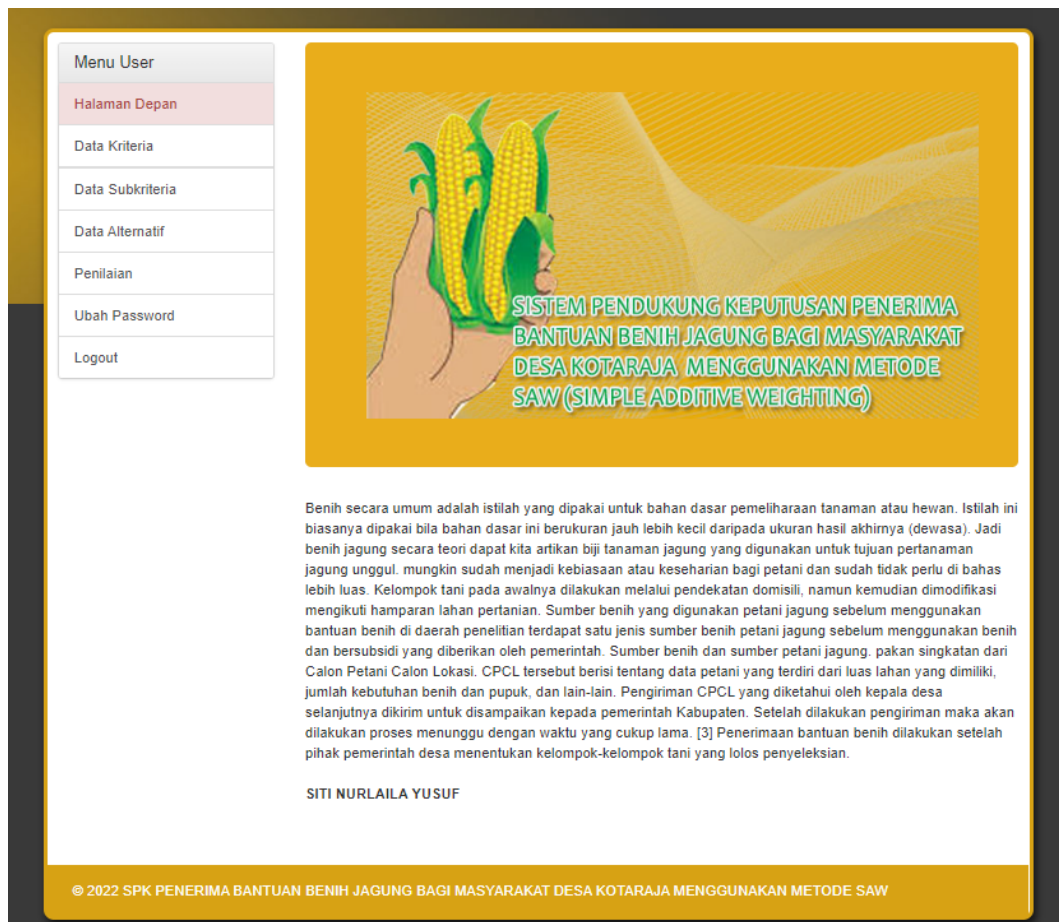 Menu User
Halaman Depan
Data Kriteria
Data Subkriteria
Data Alternatif
Penilaian
Ubah Password
Logout
SISTEM PENDUKUNG KEPUTUSAN PENERIMA
BANTUAN BENIH JAGUNG BAGI MASYARAKAT
DESA KOTARAJA MENGGUNAKAN METODE
SAW (SIMPLE ADDITIVE WEIGHTING)
Benih secara umum adalah istilah yang dipakai untuk bahan dasar pemeliharaan tanaman atau hewan. Istilah ini
biasanya dipakai bila bahan dasar ini berukuran jauh lebih kecil daripada ukuran hasil akhirnya (dewasa). Jadi
benih jagung secara teori dapat kita artikan biji tanaman jagung yang digunakan untuk tujuan pertanaman
jagung unggul. mungkin sudah menjadi kebiasaan atau keseharian bagi petani dan sudah tidak perlu di bahas
lebih luas. Kelompok tani pada awalnya dilakukan melalui pendekatan domisili, namun kemudian dimodifikasi
mengikuti hamparan lahan pertanian. Sumber benih yang digunakan petani jagung sebelum menggunakan
bantuan benih di daerah penelitian terdapat satu jenis sumber benih petani jagung sebelum menggunakan benih
dan bersubsidi yang diberikan oleh pemerintah. Sumber benih dan sumber petani jagung. pakan singkatan dari
Calon Petani Calon Lokasi. CPCL tersebut berisi tentang data petani yang terdiri dari luas lahan yang dimiliki,
jumlah kebutuhan benih dan pupuk, dan lain-lain. Pengiriman CPCL yang diketahui oleh kepala desa
selanjutnya dikirim untuk disampaikan kepada pemerintah Kabupaten. Setelah dilakukan pengiriman maka akan
dilakukan proses menunggu dengan waktu yang cukup lama. [3] Penerimaan bantuan benih dilakukan setelah
pihak pemerintah desa menentukan kelompok-kelompok tani yang lolos penyeleksian.
SITI NURLAILA YUSUF
© 2022 SPK PENERIMA BANTUAN BENIH JAGUNG BAGI MASYARAKAT DESA KOTARAJA MENGGUNAKAN METODE SAW